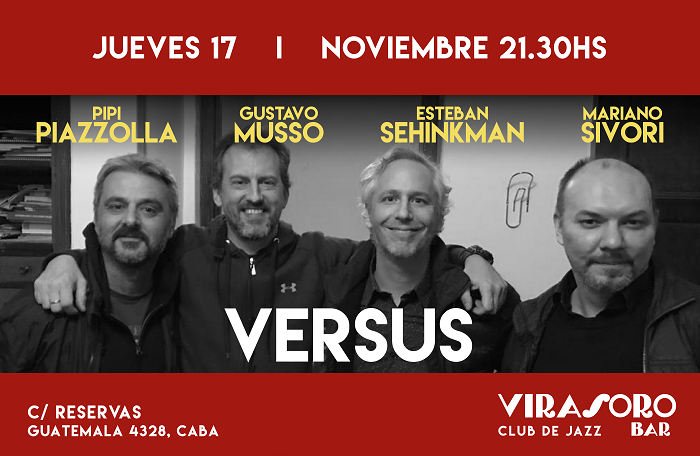 JUEVES 17 | NOVIEMBRE 21.30HS
PIPI
PIAZZOLLA
GUSTAVO
MUSSO
ESTEBAN
SEHINKMAN
MARIANO
SIVORI
VERSUS
C/ RESERVAS
GUATEMALA 4328, CABA
VIRASORO
CLUB DE JAZZ BAR